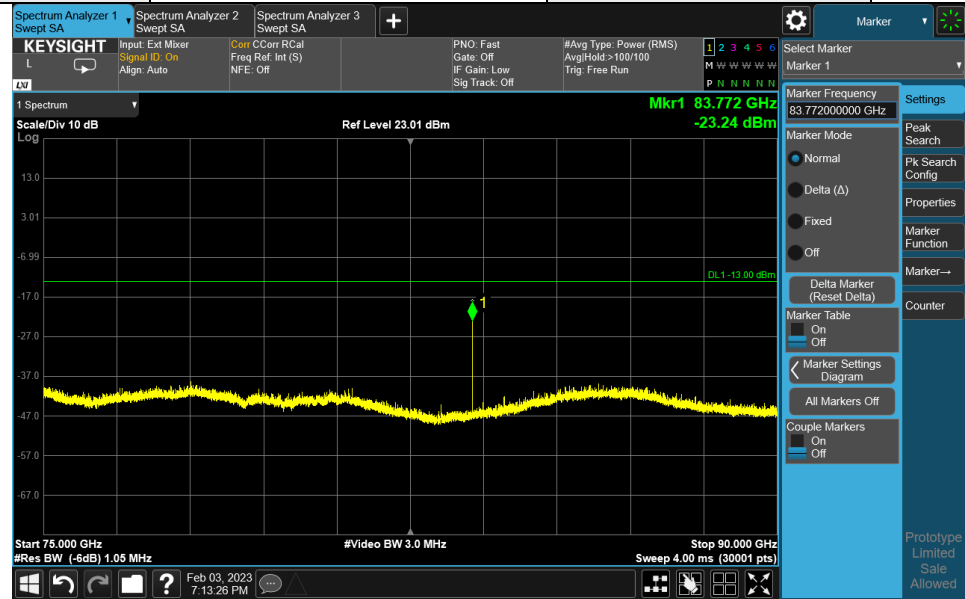 Spectrum Analyzer 1
Swept SA
Spectrum Analyzer 2
Swept SA
Spectrum Analyzer 3
Swept SA
Marker
KEYSIGHT
L
LXI
Input: Ext Mixer
Signal ID: On
Align: Auto
Corr CCorr RCal
Freq Ref: Int (S)
NFE: Off
PNO: Fast
Gate: Off
IF Gain: Low
Sig Track: Off
#Avg Type: Power (RMS)
Avg|Hold:>100/100
Trig: Free Run
1 2 3 4 5 6
M W W W W W
P N N N N N
Select Marker
Marker 1
1 Spectrum
Mkr1 83.772 GHz
-23.24 dBm
Scale/Div 10 dB
Ref Level 23.01 dBm
Log
13.0
3.01
-6.99
-17.0
-27.0
-37.0
-47.0
-57.0
-67.0
DL1 -13.00 dBm
1
Start 75.000 GHz
#Video BW 3.0 MHz
Stop 90.000 GHz
#Res BW (-6dB) 1.05 MHz
Sweep 4.00 ms (30001 pts)
Marker Frequency
83.772000000 GHz
Marker Mode
Normal
Delta (Δ)
Fixed
Off
Delta Marker
(Reset Delta)
Marker Table
On
Off
Marker Settings
Diagram
All Markers Off
Couple Markers
On
Off
Settings
Peak
Search
Pk Search
Config
Properties
Marker
Function
Marker→
Counter
Prototype
Limited
Sale
Allowed
?
Feb 03, 2023
7:13:26 PM